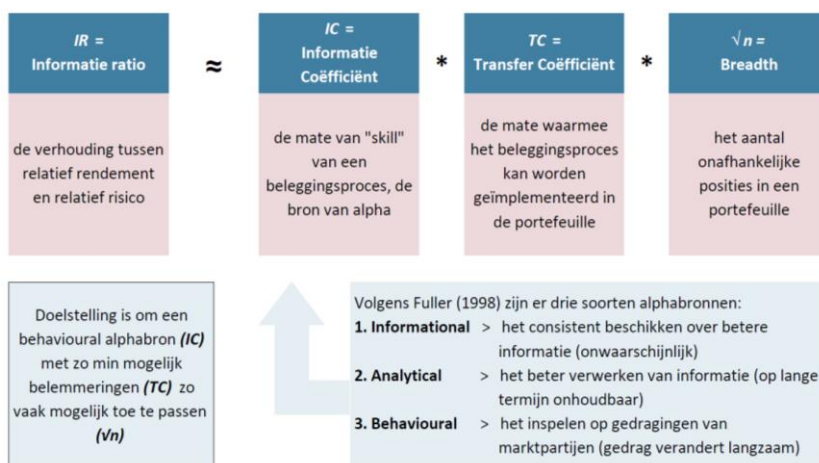 IR =
Informatie ratio
≈
IC =
Informatie
Coëfficiënt
*
TC =
Transfer Coëfficiënt
*
√n =
Breadth
de verhouding tussen
relatief rendement
en relatief risico
de mate van "skill"
van een
beleggingsproces, de
bron van alpha
de mate waarmee
het beleggingsproces
kan worden
geïmplementeerd in
de portefeuille
het aantal
onafhankelijke
posities in een
portefeuille
Doelstelling is om een
behavioural alphabron (IC)
met zo min mogelijk
belemmeringen (TC) zo
vaak mogelijk toe te passen
(√n)
Volgens Fuller (1998) zijn er drie soorten alphabronnen:
1. Informational > het consistent beschikken over betere
informatie (onwaarschijnlijk)
2. Analytical > het beter verwerken van informatie (op lange
termijn onhoudbaar)
3. Behavioural > het inspelen op gedragingen van
marktpartijen (gedrag verandert langzaam)